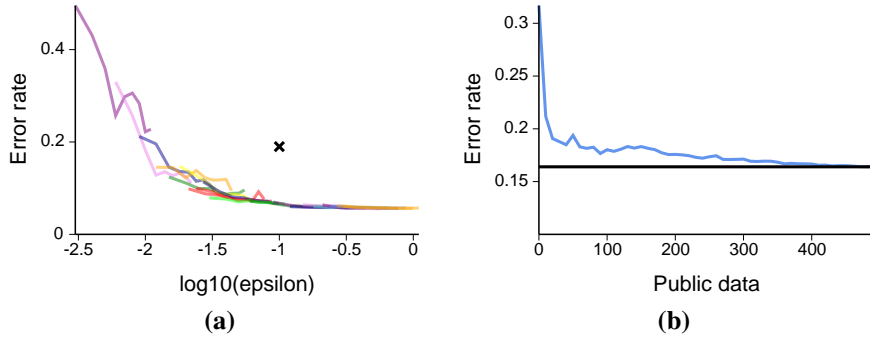 0.4
0.2
0
-2.5 -2 -1.5 -1 -0.5 0
Error rate
log10(epsilon)
(a)
0.3
0.25
0.2
0.15
0 100 200 300 400
Error rate
Public data
(b)